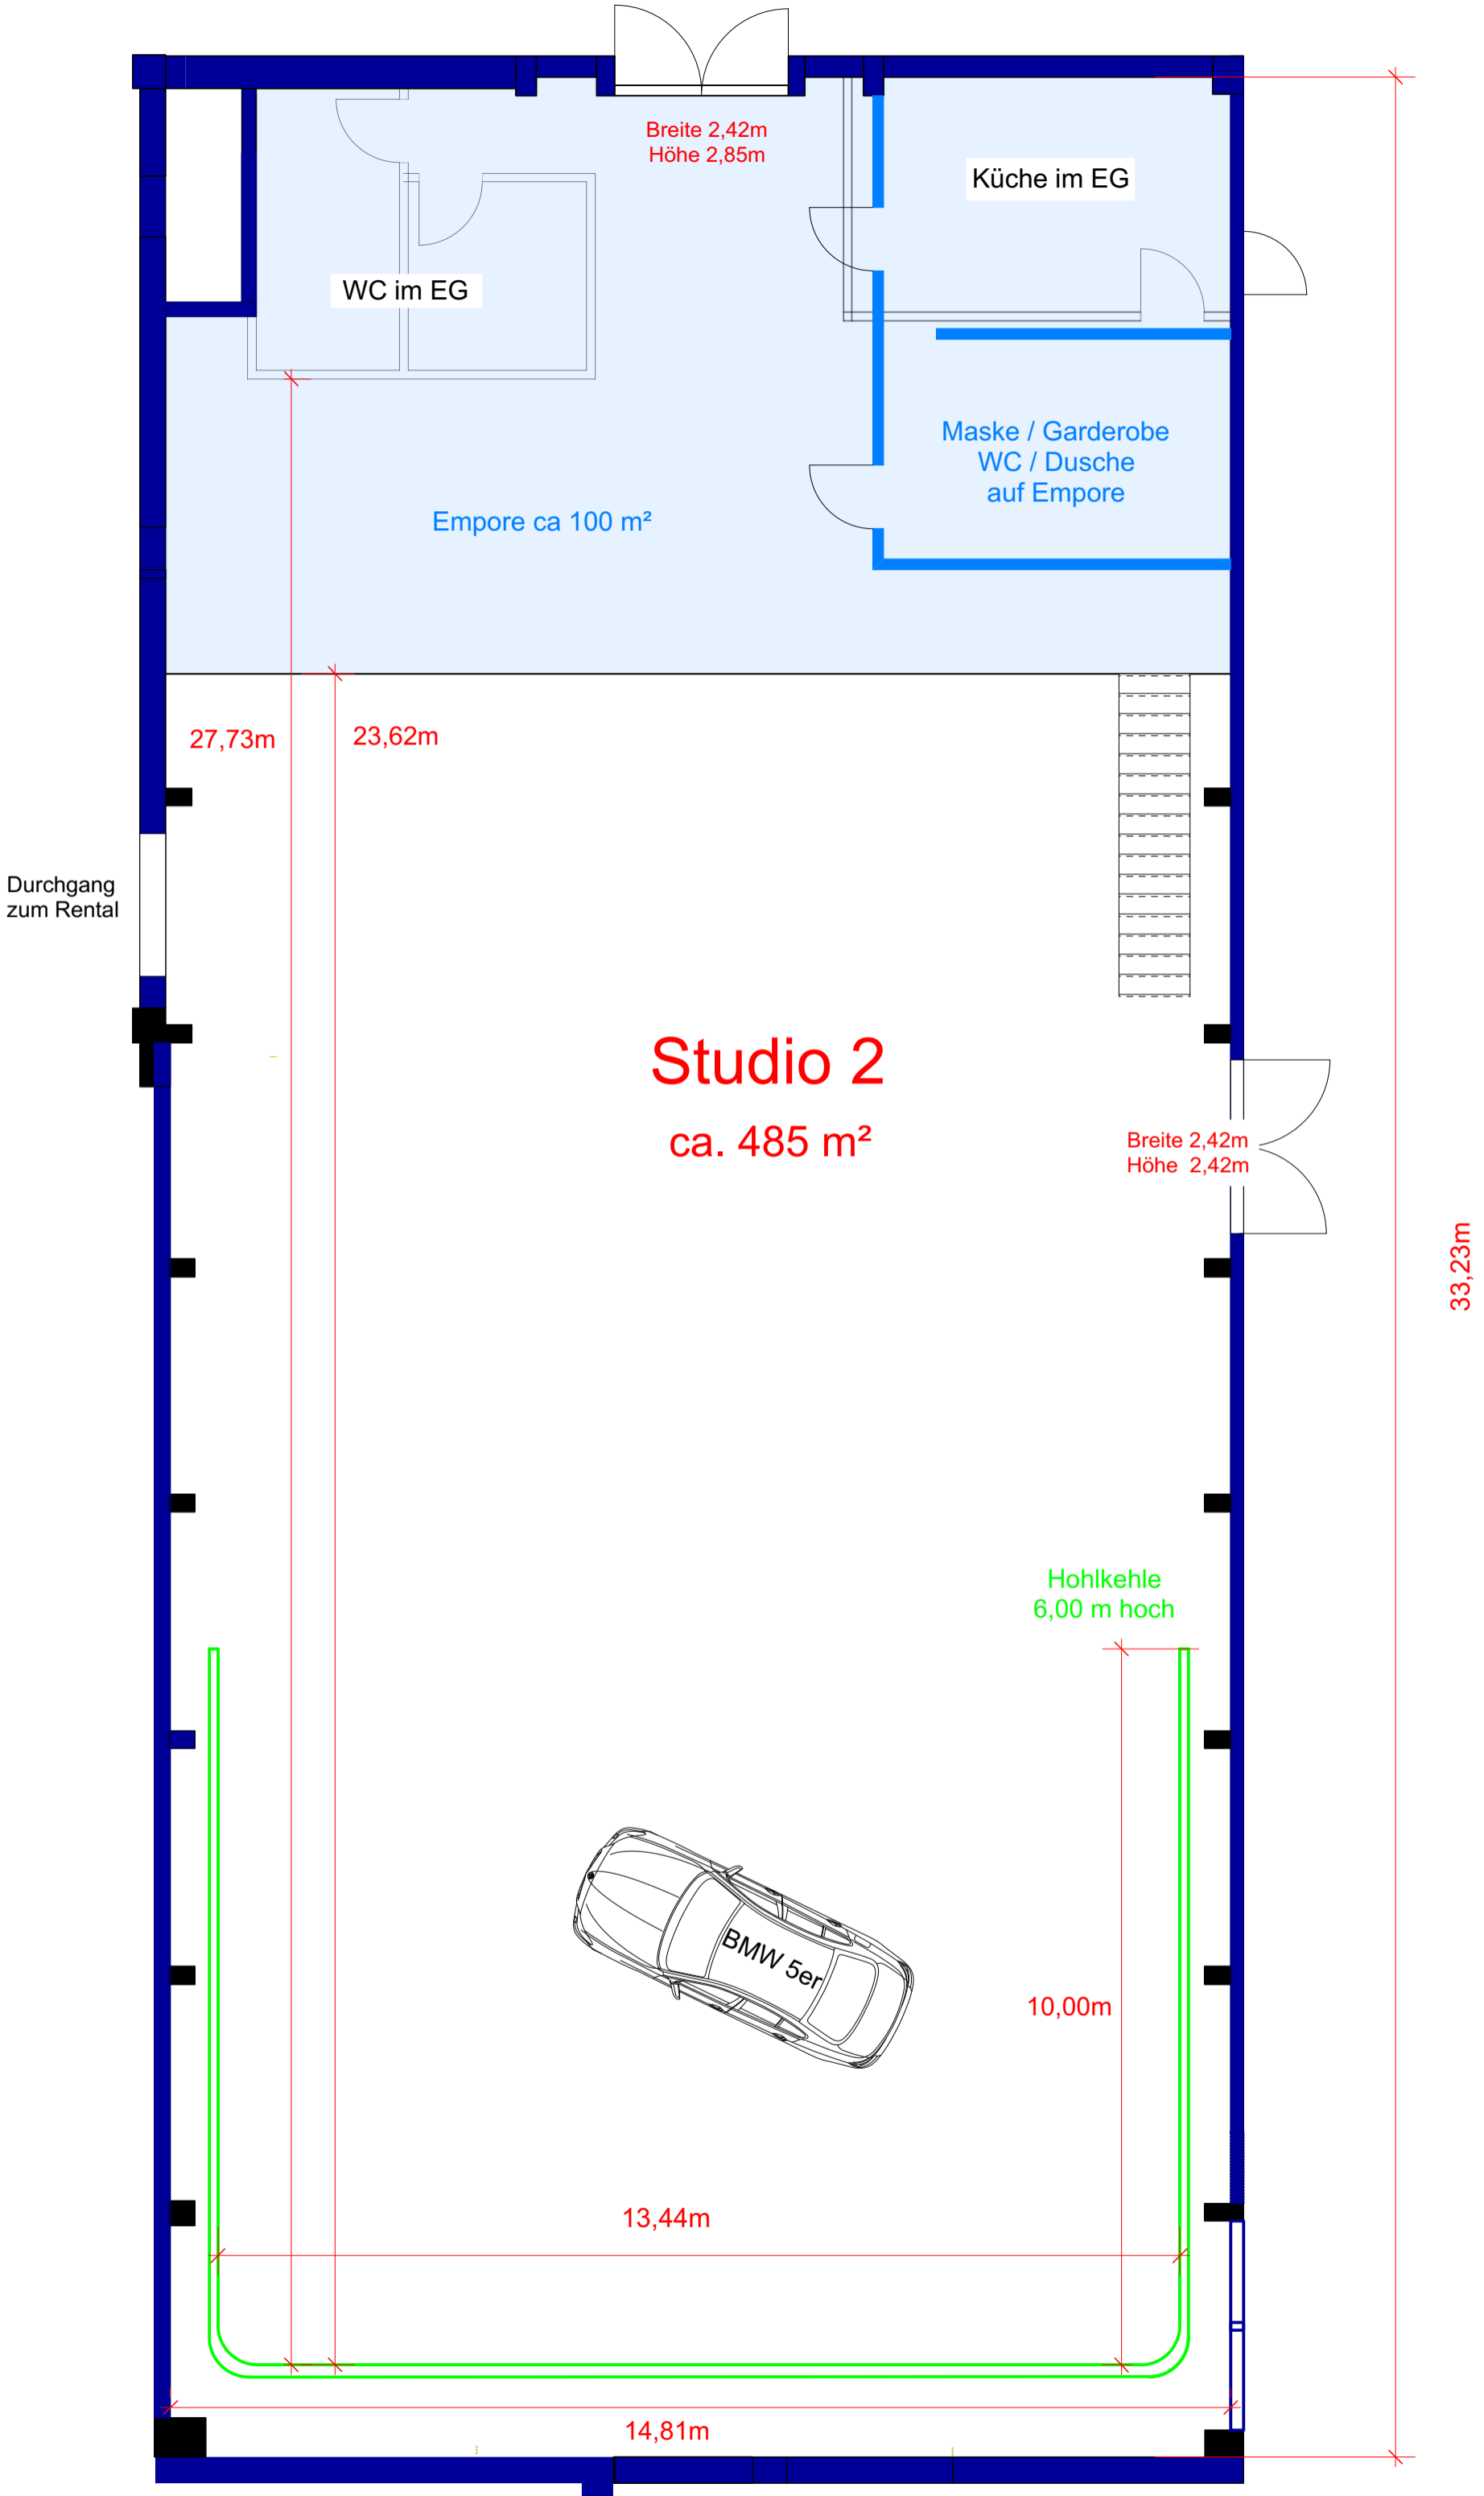 Breite 2,42m
Höhe 2,85m
Küche im EG
WC im EG
Maske / Garderobe
WC / Dusche
auf Empore
Empore ca 100 m²
27,73m
23,62m
Durchgang
zum Rental
Studio 2
ca. 485 m²
Breite 2,42m
Höhe  2,42m
33,23m
Hohlkehle
6,00 m hoch
BMW 5er
10,00m
13,44m
14,81m